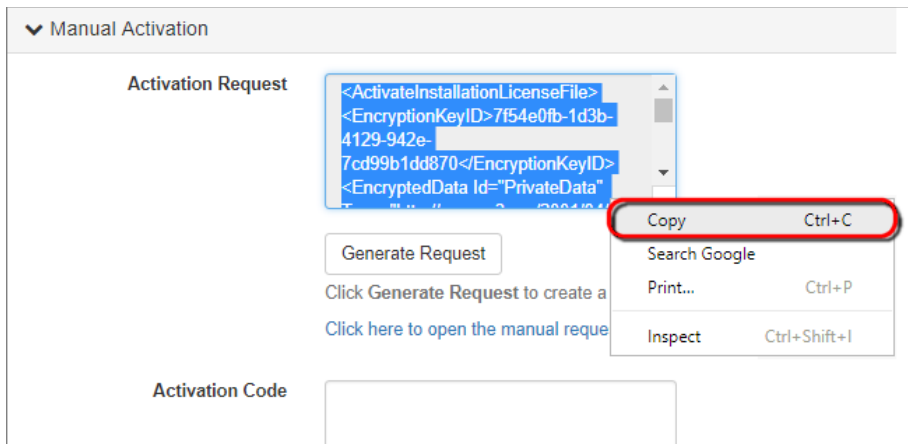 Manual Activation
Activation Request
<ActivateInstallationLicenseFile>
<EncryptionKeyID>7f54e0fb-1d3b-
4129-942e-
7cd99b1dd870</EncryptionKeyID>
<EncryptedData Id="PrivateData"
Copy Ctrl+C
Search Google
Print... Ctrl+P
Inspect Ctrl+Shift+I
Generate Request
Click Generate Request to create a
Click here to open the manual reque
Activation Code